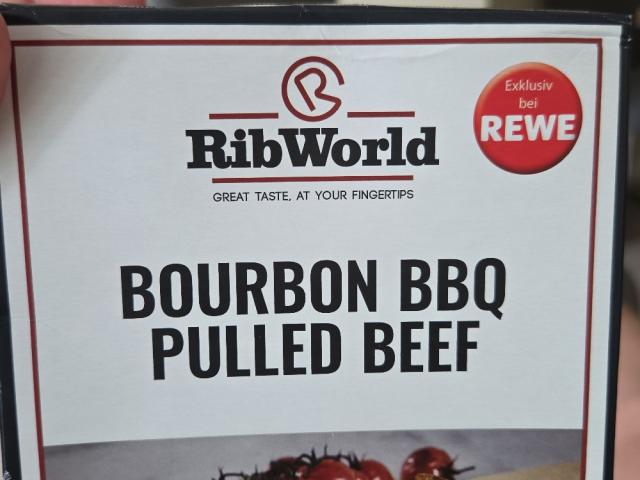 Exklusiv
bei
REWE
RibWorld
GREAT TASTE, AT YOUR FINGERTIPS
BOURBON BBQ
PULLED BEEF